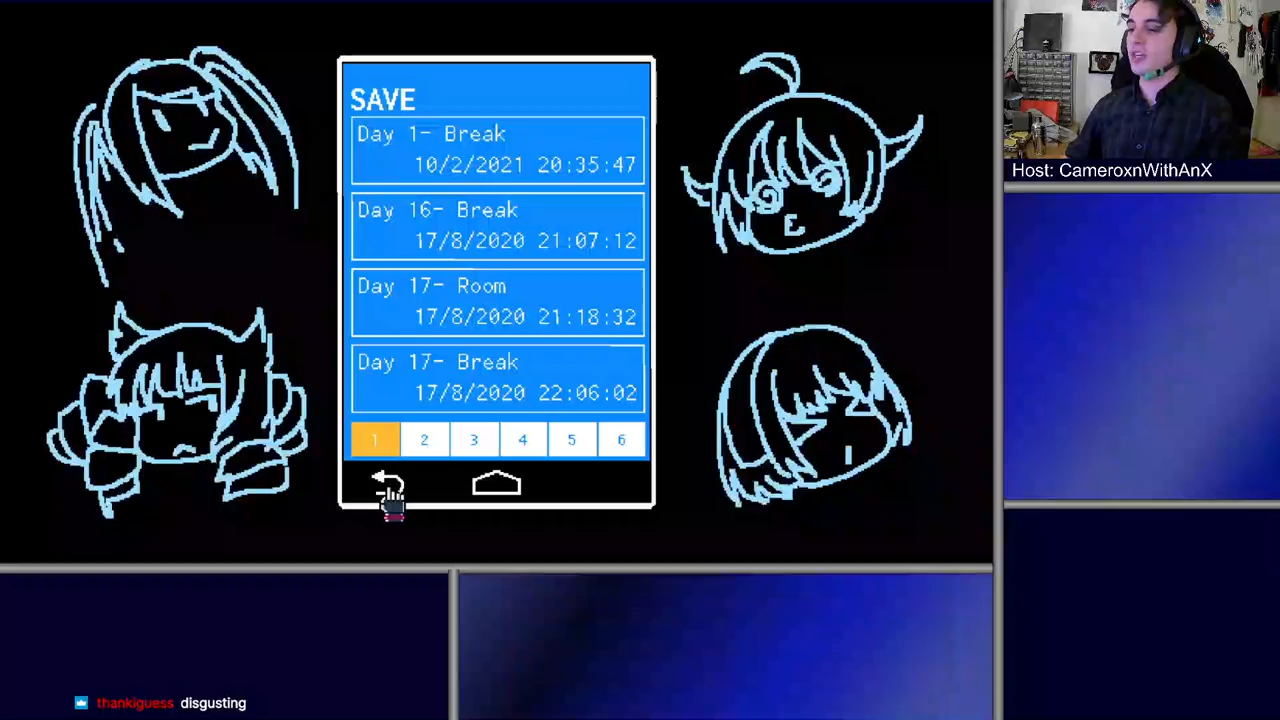 SAVE
Day 1- Break
10/2/2021 20:35:47
Day 16- Break
17/8/2020 21:07:12
Day 17- Room
17/8/2020 21:18:32
Day 17- Break
17/8/2020 22:06:02
1 2 3 4 5 6
Host: CameroxnWithAnX
thankiguess disgusting